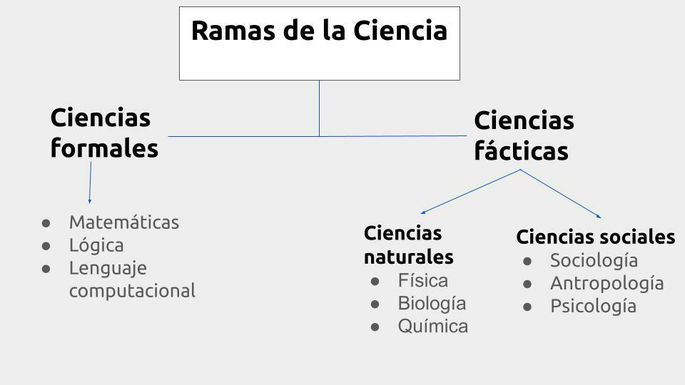 Ramas de la Ciencia
Ciencias
formales
● Matemáticas
● Lógica
● Lenguaje
computacional
Ciencias
fácticas
Ciencias
naturales
● Física
● Biología
● Química
Ciencias sociales
● Sociología
● Antropología
● Psicología